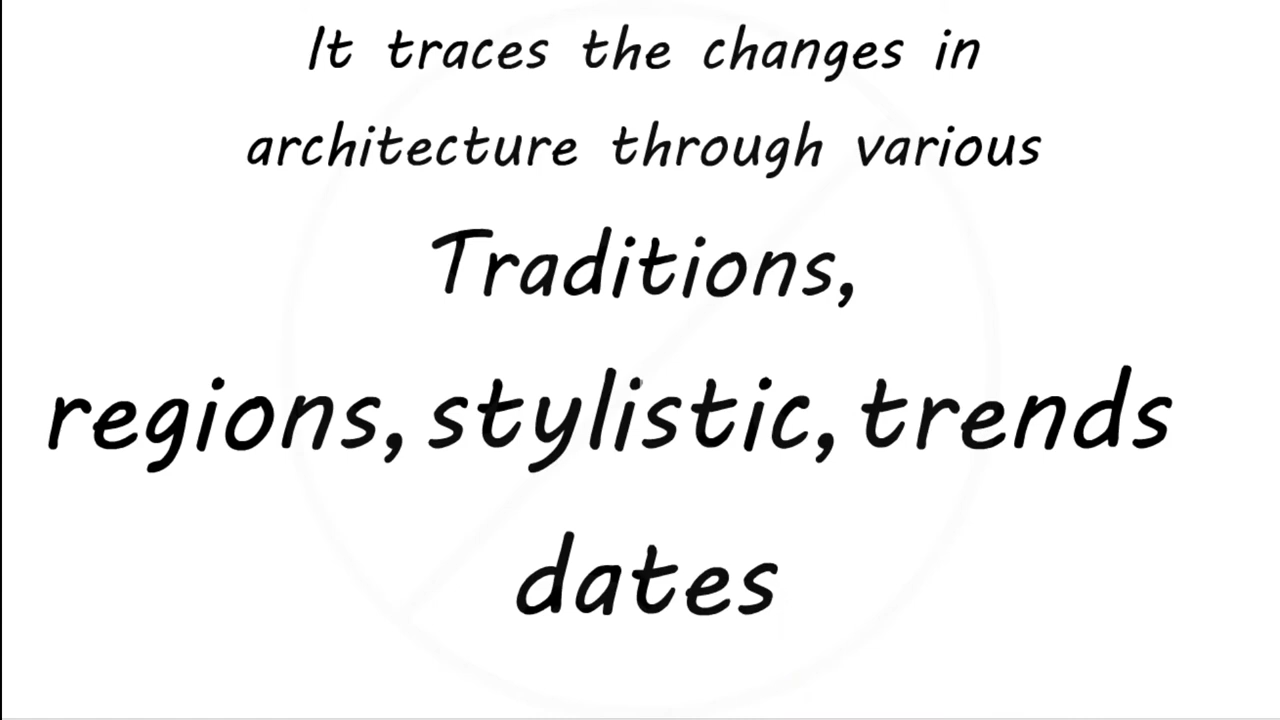 It traces the changes in
architecture through various
Traditions,
regions, stylistic, trends
dates